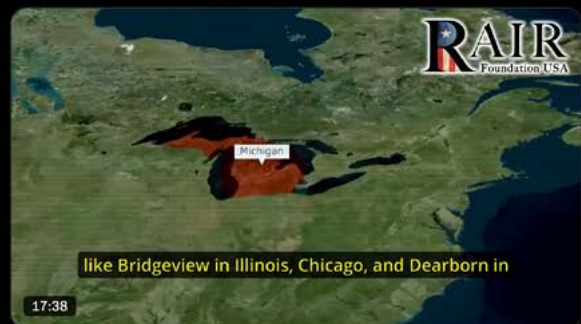 RAIR
Foundation USA
Michigan
like Bridgeview in Illinois, Chicago, and Dearborn in
17:38